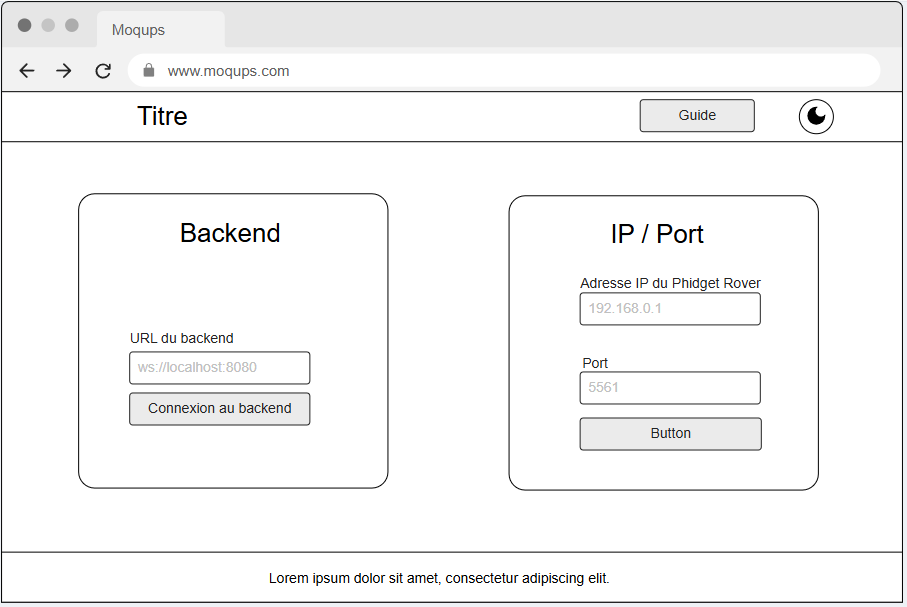 Moqups
www.moqups.com
Titre
Guide
Backend
URL du backend
ws://localhost:8080
Connexion au backend
IP / Port
Adresse IP du Phidget Rover
192.168.0.1
Port
5561
Button
Lorem ipsum dolor sit amet, consectetur adipiscing elit.